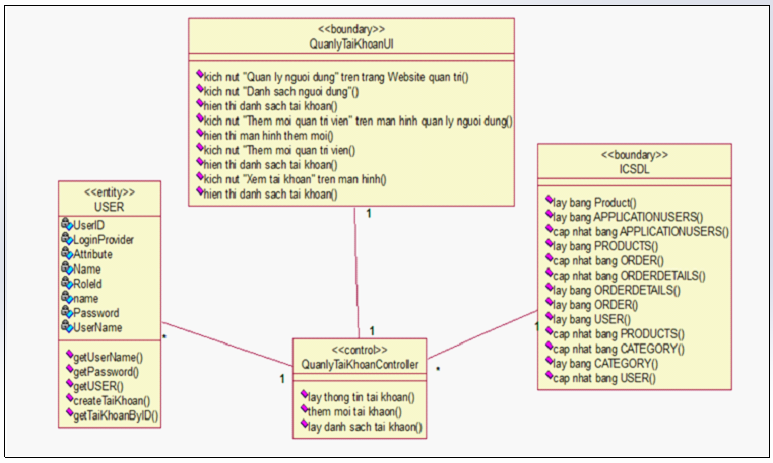 <<boundary>>
QuanlyTaiKhoanUI
kich nut "Quan ly nguoi dung" tren trang Website quan tri()
kich nut "Danh sach nguoi dung"()
hien thi danh sach tai khoan()
kich nut "Them moi quan tri vien" tren man hinh quan ly nguoi dung()
hien thi man hinh them moi()
kich nut "Them moi quan tri vien()
hien thi danh sach tai khoan()
kich nut "Xem tai khoan" tren man hinh()
hien thi danh sach tai khoan()
<<boundary>>
ICSDL
lay bang Product()
lay bang APPLICATIONUSERS()
cap nhat bang APPLICATIONUSERS()
lay bang PRODUCTS()
cap nhat bang ORDER()
cap nhat bang ORDERDETAILS()
lay bang ORDERDETAILS()
lay bang ORDER()
lay bang USER()
cap nhat bang PRODUCTS()
cap nhat bang CATEGORY()
lay bang CATEGORY()
cap nhat bang USER()
<<entity>>
USER
UserID
LoginProvider
Attribute
Name
RoleId
name
Password
UserName
getUserName()
getPassword()
getUSER()
createTaiKhoan()
getTaiKhoanByID()
1
1
*
1
*
1
<<control>>
QuanlyTaiKhoanController
lay thong tin tai khoan()
them moi tai khaon()
lay danh sach tai khaon()